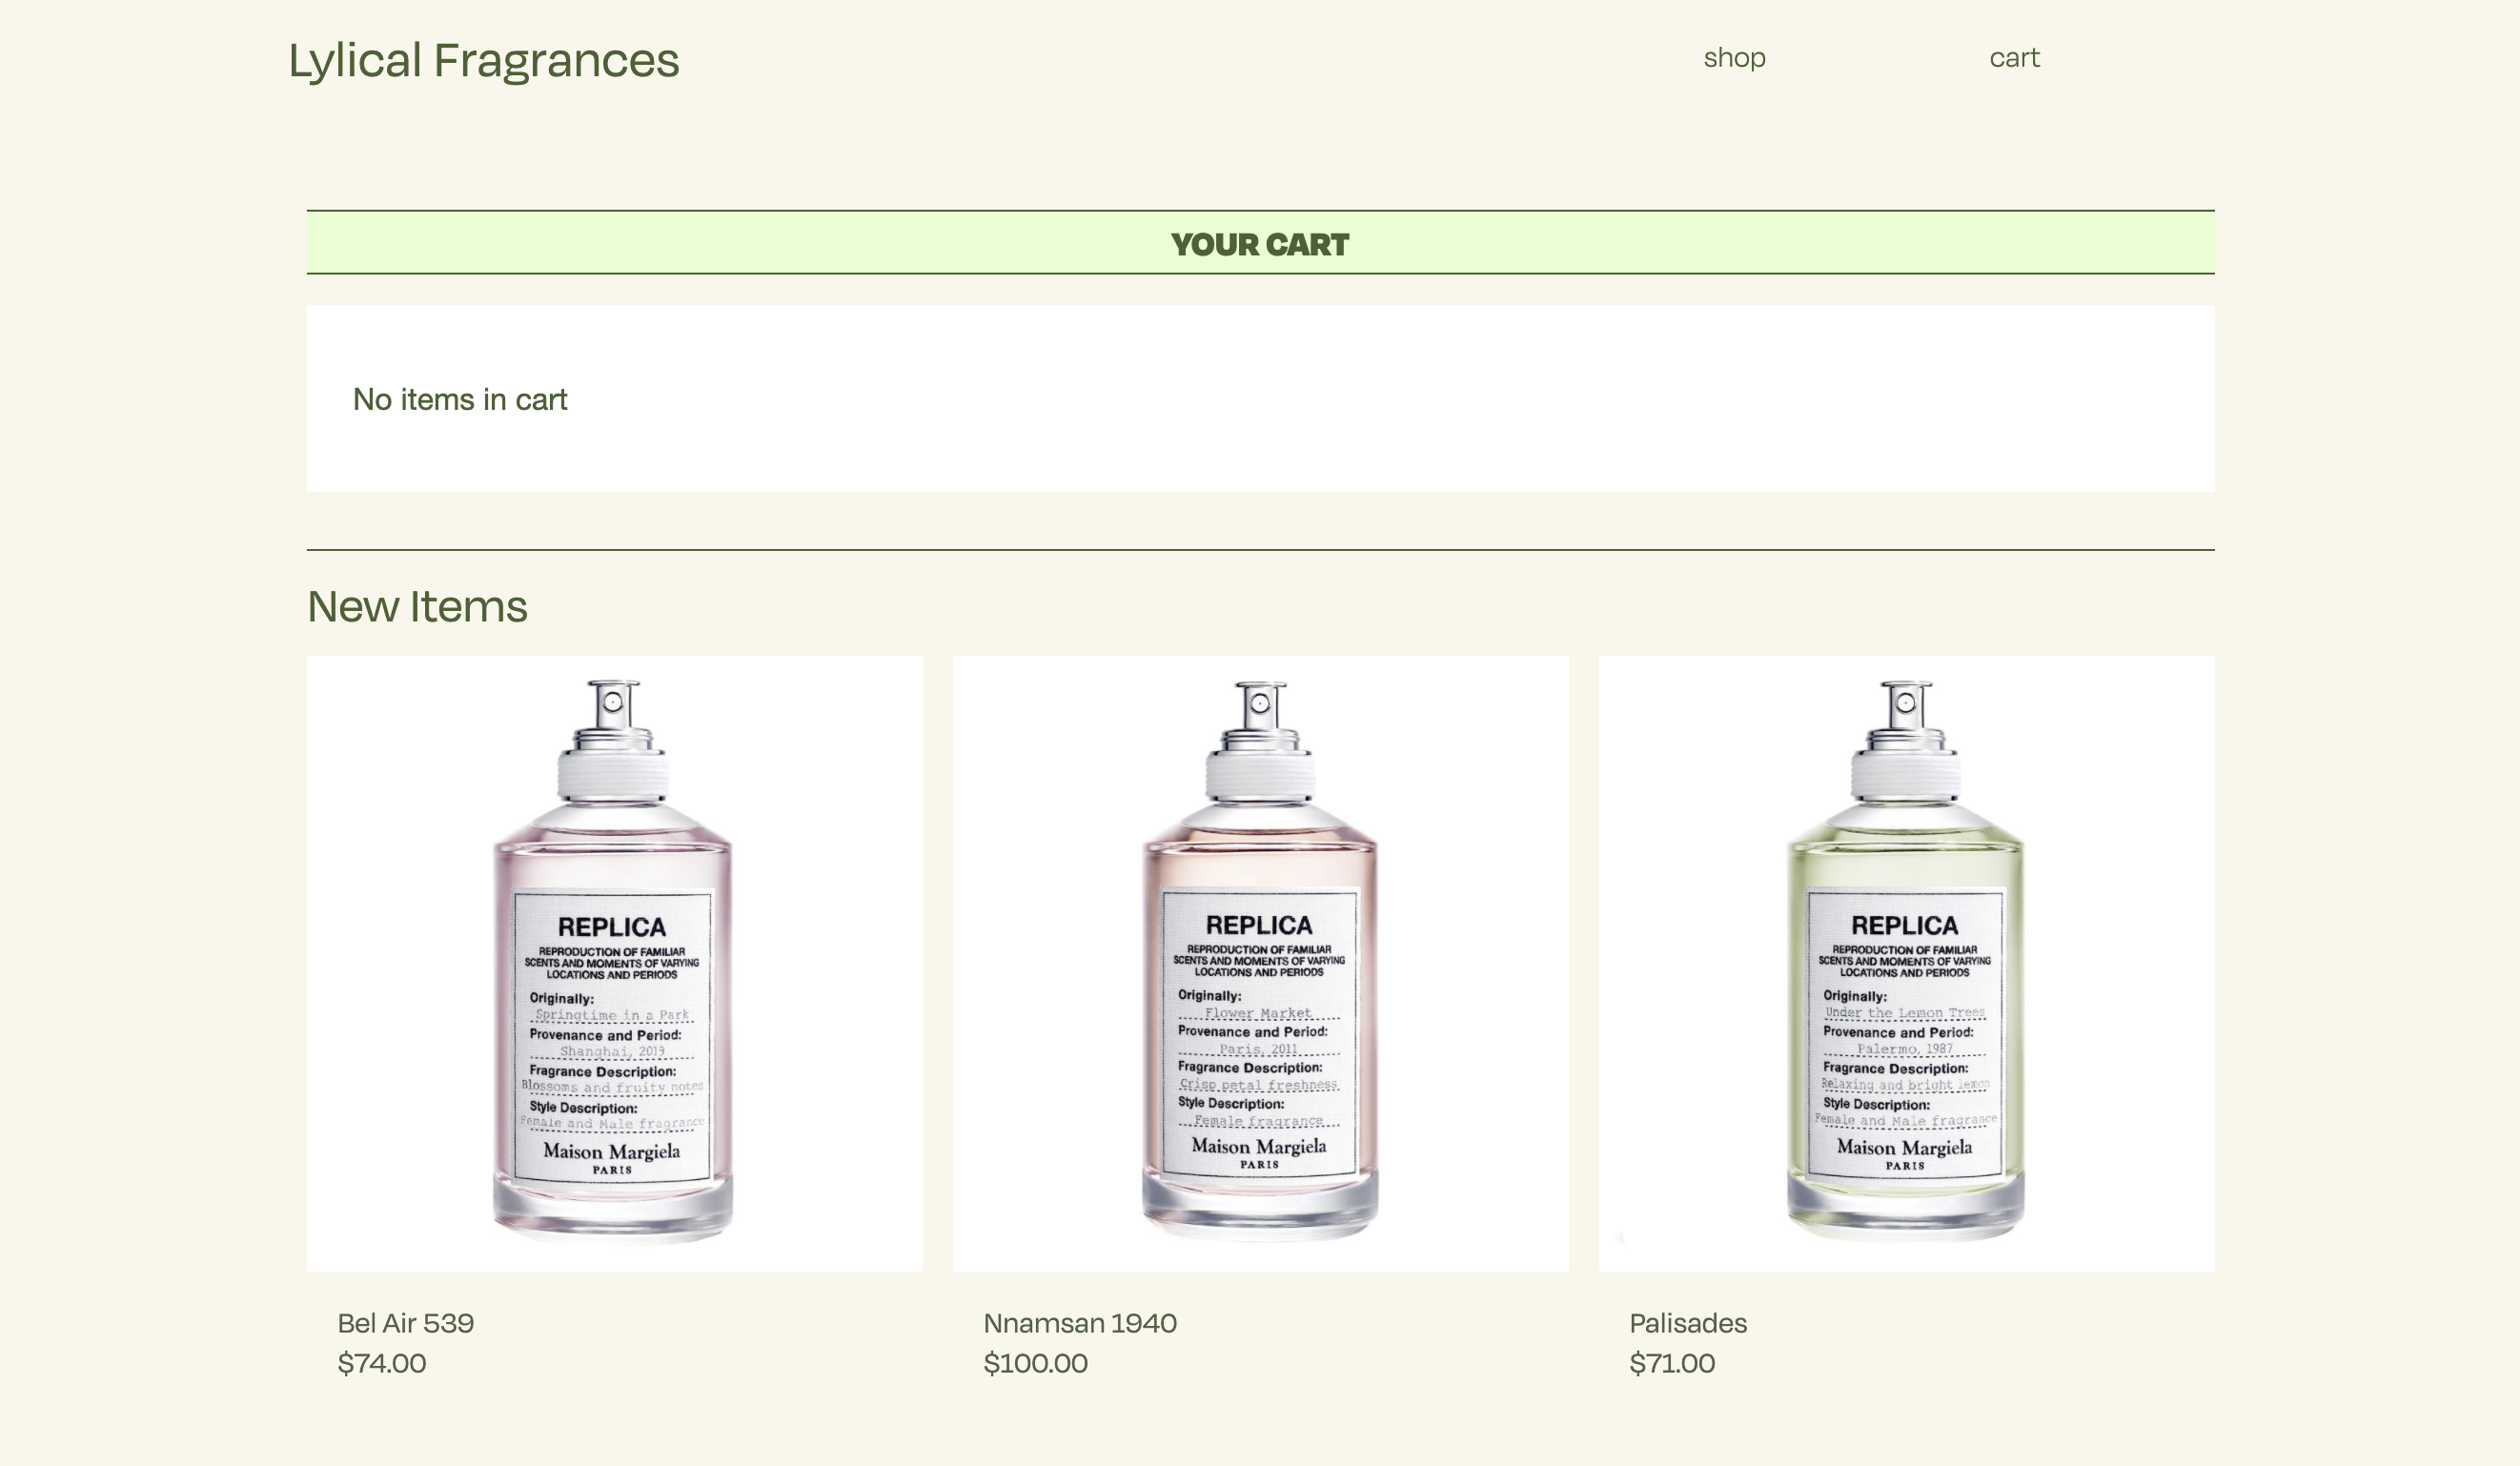 Lylical Fragrances
shop
cart
YOUR CART
No items in cart
New Items
REPLICA
REPRODUCTION OF FAMILIAR
SCENTS AND MOMENTS OF VARYING
LOCATIONS AND PERIODS
Originally:
Springtime in a Park
Provenance and Period:
Shanghai, 2019
Fragrance Description:
Blossoms and fruity notes
Style Description:
Female and Male fragrance
Maison Margiela
PARIS
REPLICA
REPRODUCTION OF FAMILIAR
SCENTS AND MOMENTS OF VARYING
LOCATIONS AND PERIODS
Originally:
Flower Market
Provenance and Period:
Paris, 2011
Fragrance Description:
Crisp petal freshness
Style Description:
Female fragrance
Maison Margiela
PARIS
REPLICA
REPRODUCTION OF FAMILIAR
SCENTS AND MOMENTS OF VARYING
LOCATIONS AND PERIODS
Originally:
Under the Lemon Trees
Provenance and Period:
Palermo, 1987
Fragrance Description:
Relaxing and bright lemon
Style Description:
Female and Male fragrance
Maison Margiela
PARIS
Bel Air 539
$74.00
Nnamsan 1940
$100.00
Palisades
$71.00